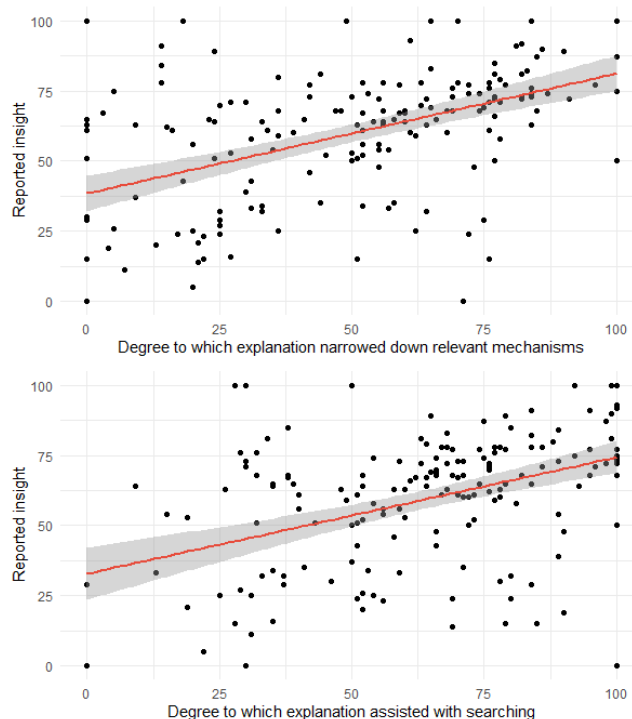 100
75
50
25
0
Reported insight
0 25 50 75 100
Degree to which explanation narrowed down relevant mechanisms
100
75
50
25
0
Reported insight
0 25 50 75 100
Degree to which explanation assisted with searching